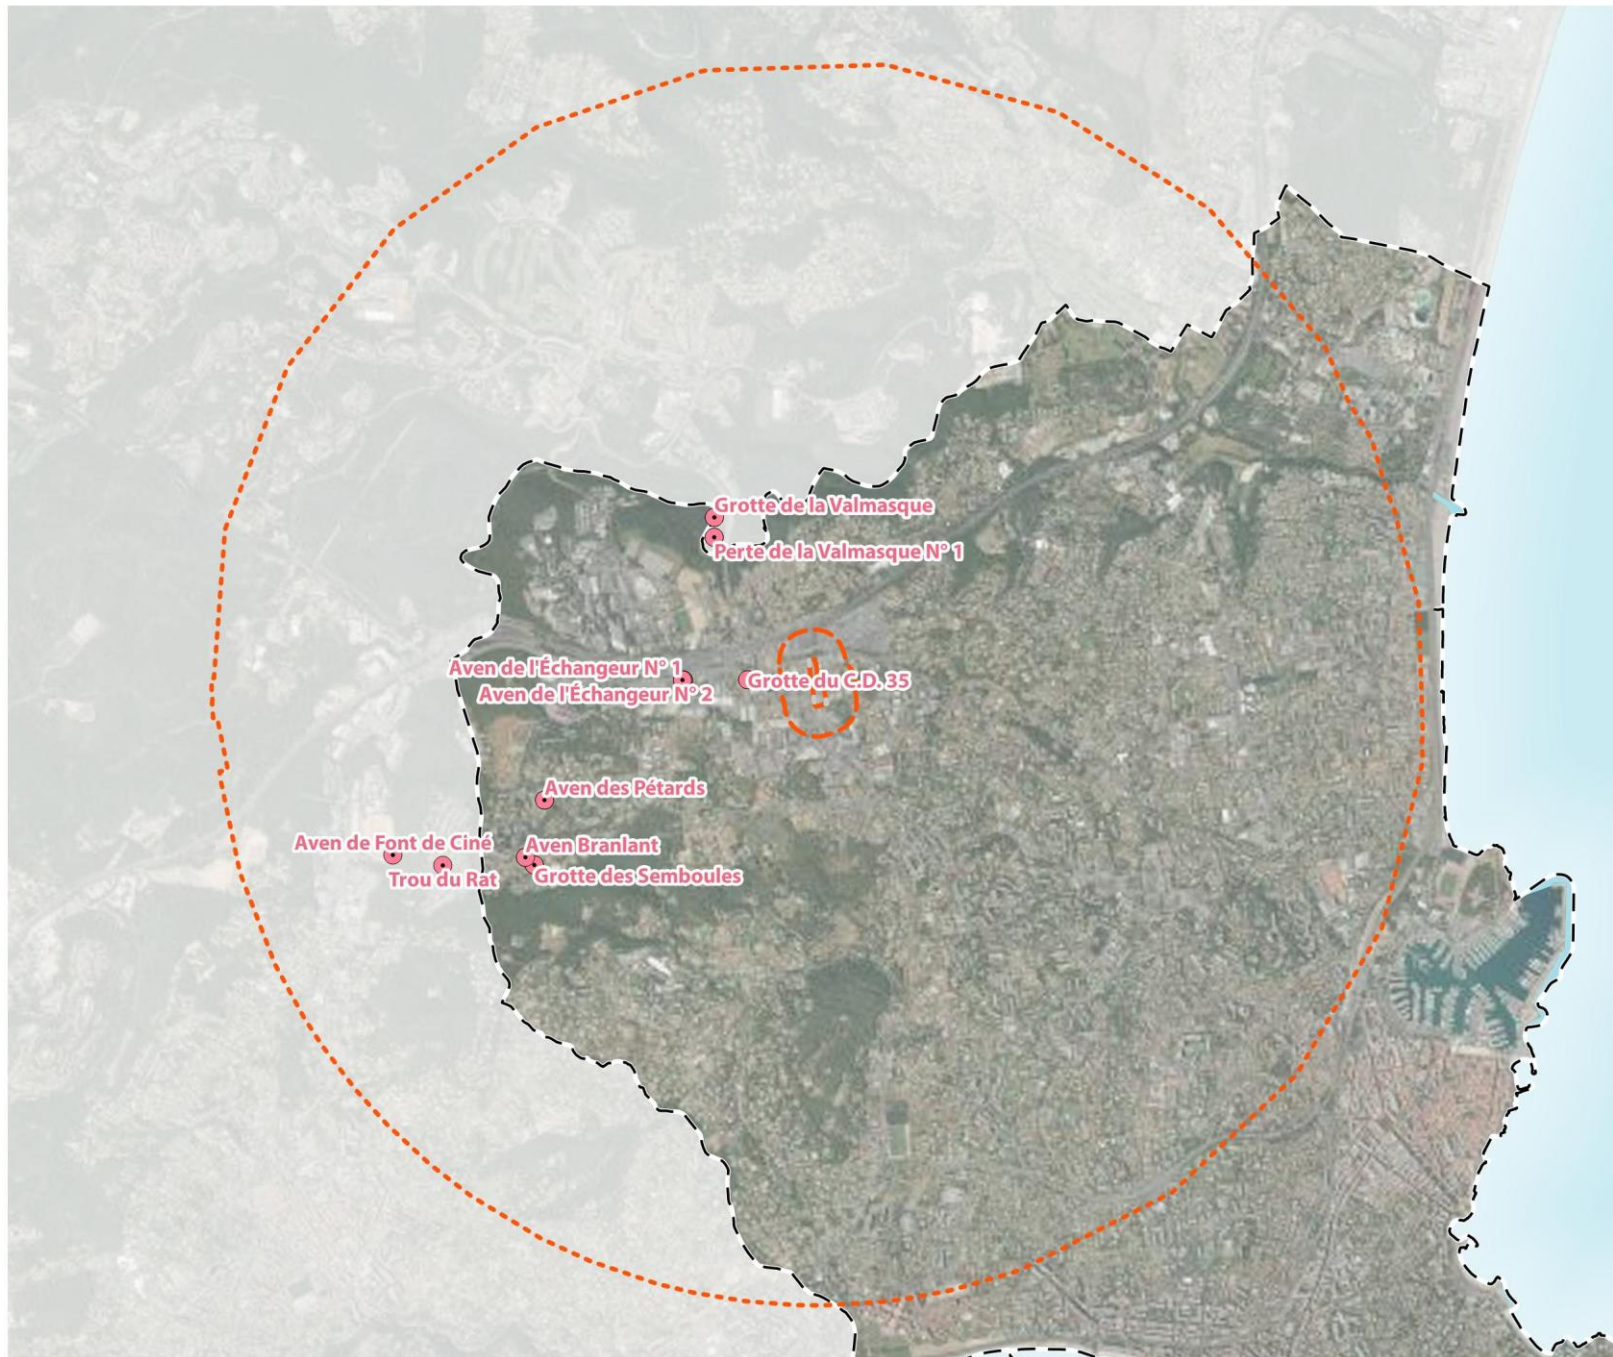 Grotte de la Valmasque
Perte de la Valmasque N° 1
Aven de l'Échangeur N° 1
Grotte du C.D. 35
Aven de l'Échangeur N° 2
Aven des Pétards
Aven de Font de Ciné
Aven Branlant
Trou du Rat
Grotte des Semboules